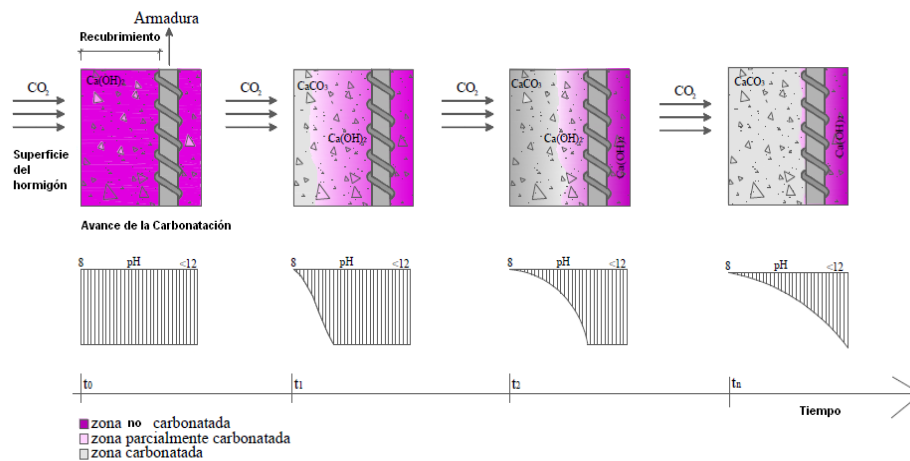 Armadura
Recubrimiento
Ca(OH)2
CO2
Superficie
del
hormigón
CO2
CaCO3
Ca(OH)2
CO2
CaCO3
Ca(OH)2
Ca(OH)2
CO2
CaCO3
Ca(OH)2
Avance de la Carbonatación
8 pH <12
8 pH <12
8 pH <12
8 pH <12
t0
t1
t2
tn
Tiempo
zona no carbonatada
zona parcialmente carbonatada
zona carbonatada